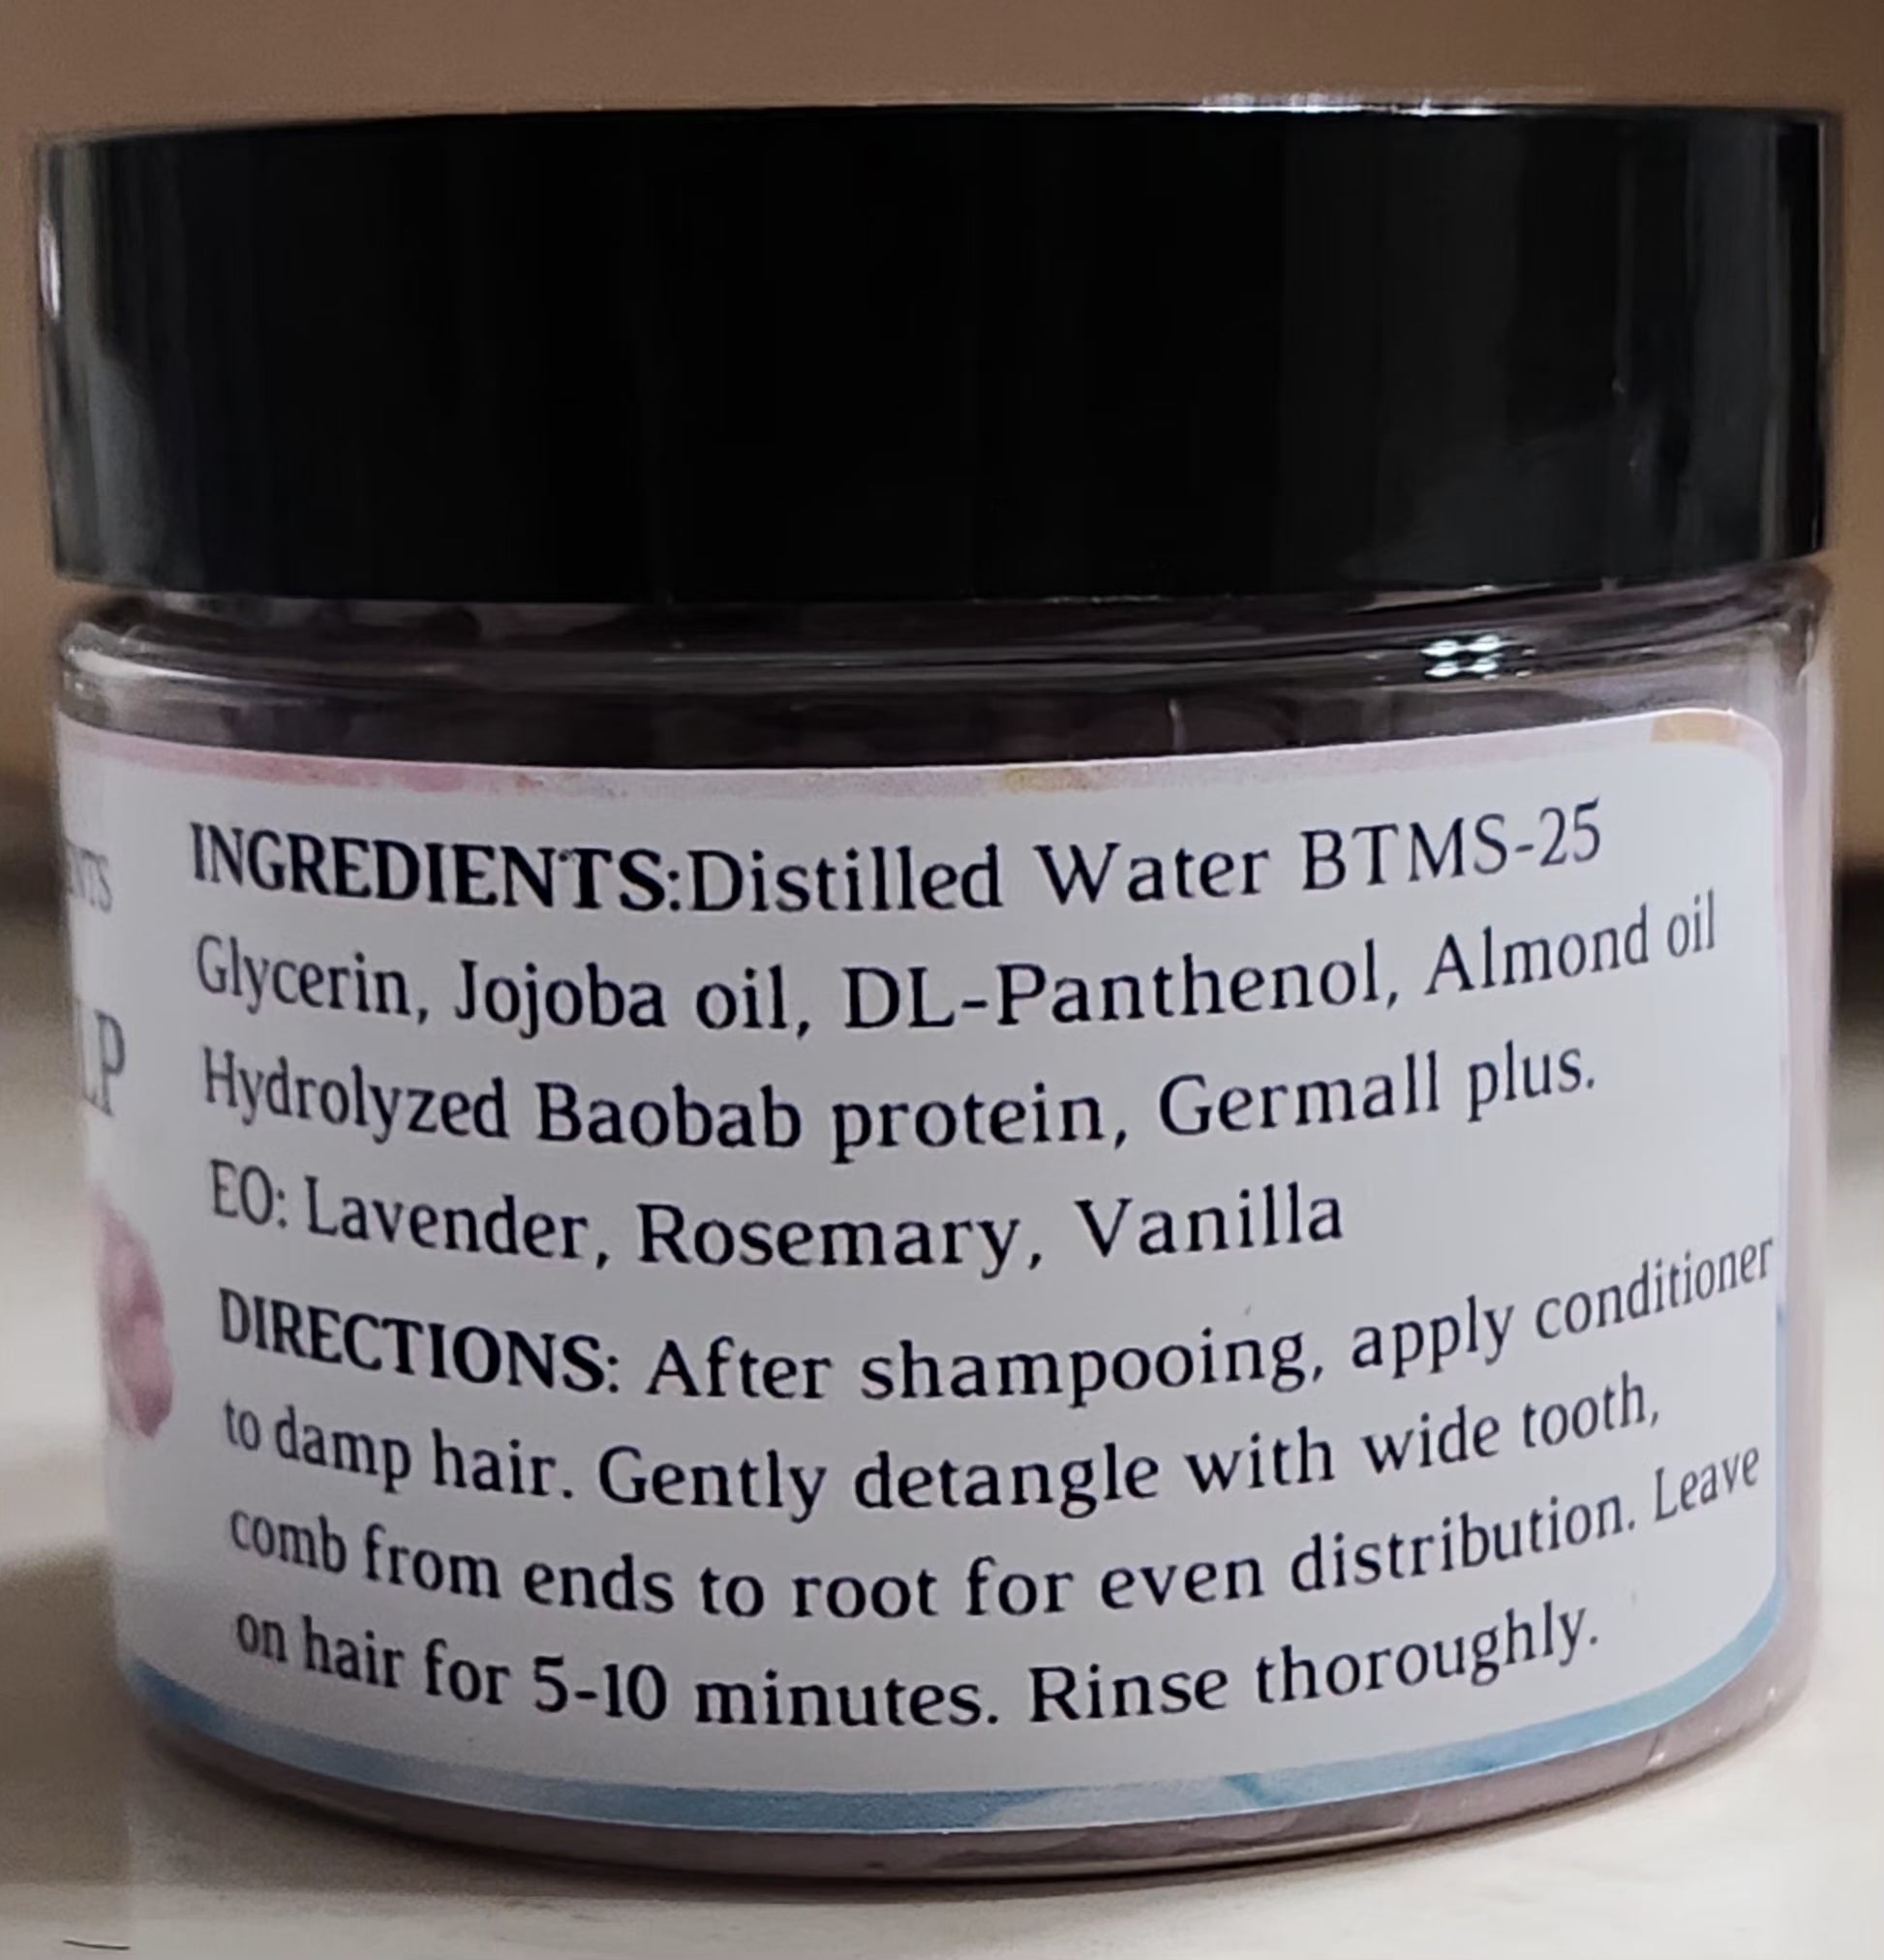 INGREDIENTS:Distilled Water BTMS-25
Glycerin, Jojoba oil, DL-Panthenol, Almond oil
Hydrolyzed Baobab protein, Germall plus.
EO: Lavender, Rosemary, Vanilla
DIRECTIONS: After shampooing, apply conditioner
to damp hair. Gently detangle with wide tooth,
comb from ends to root for even distribution. Leave
on hair for 5-10 minutes. Rinse thoroughly.